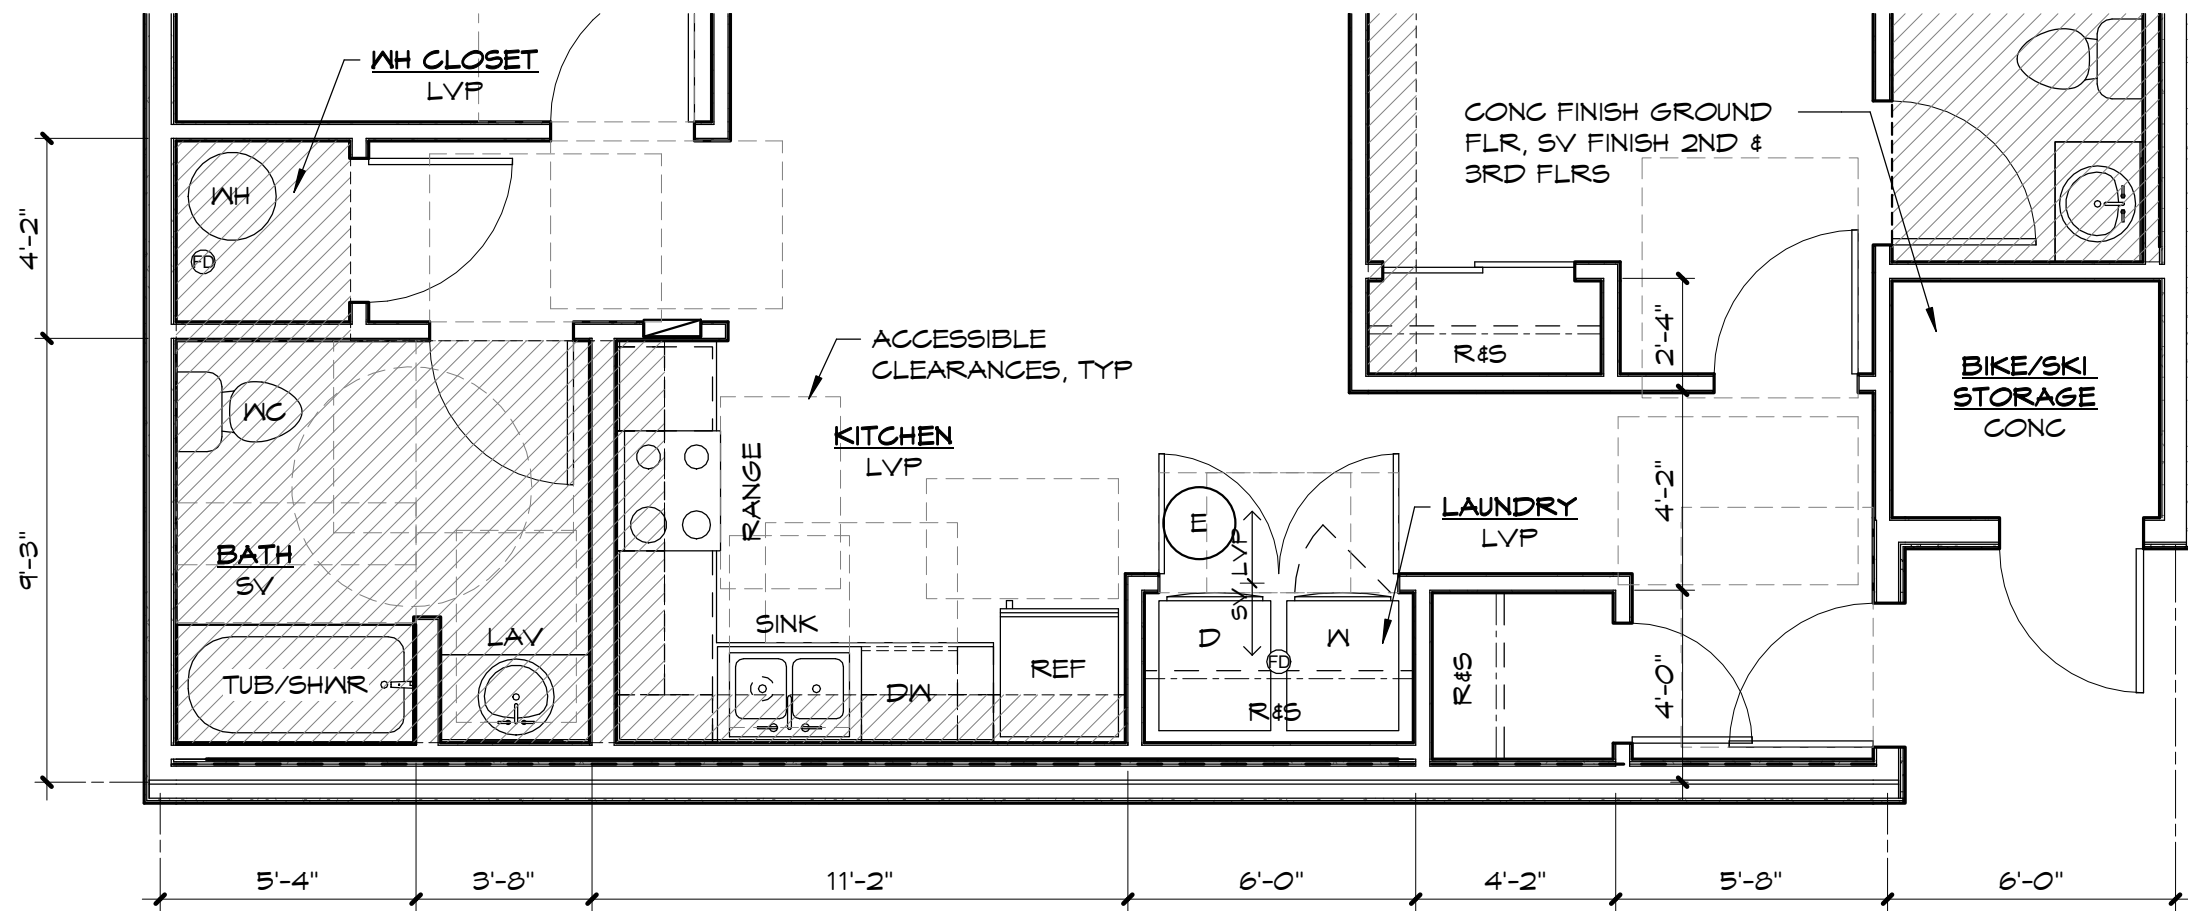 WH CLOSET
LVP
CONC FINISH GROUND
FLR, SV FINISH 2ND &
3RD FLRS
WH
FD
4'-2"
ACCESSIBLE
CLEARANCES, TYP
2'-4"
R&S
BIKE/SKI
STORAGE
CONC
WC
KITCHEN
LVP
RANGE
4'-2"
LAUNDRY
LVP
E
SV LVP
9'-3"
BATH
SV
SINK
LAV
D
W
FD
REF
TUB/SHWR
DW
R&S
R&S
4'-0"
5'-4"
3'-8"
11'-2"
6'-0"
4'-2"
5'-8"
6'-0"